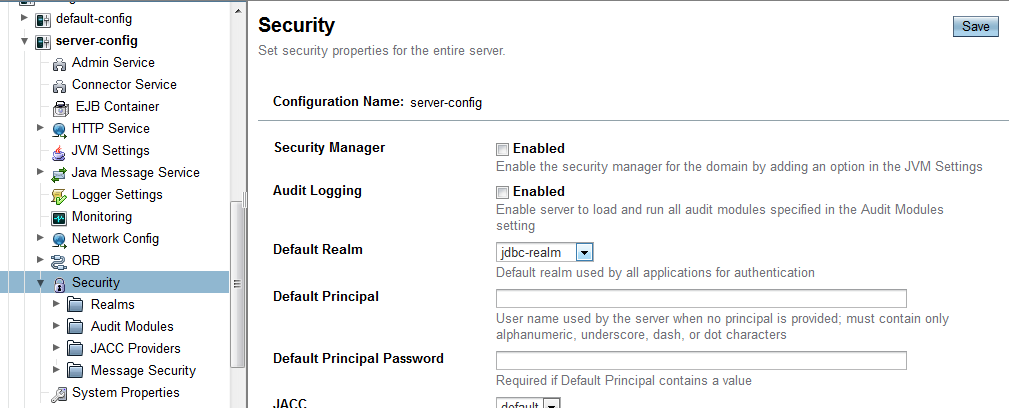 default-config
server-config
Admin Service
Connector Service
EJB Container
HTTP Service
JVM Settings
Java Message Service
Logger Settings
Monitoring
Network Config
ORB
Security
Realms
Audit Modules
JACC Providers
Message Security
System Properties
Security
Save
Set security properties for the entire server.
Configuration Name: server-config
Security Manager
Enabled
Enable the security manager for the domain by adding an option in the JVM Settings
Audit Logging
Enabled
Enable server to load and run all audit modules specified in the Audit Modules
setting
Default Realm
jdbc-realm
Default realm used by all applications for authentication
Default Principal
User name used by the server when no principal is provided; must contain only
alphanumeric, underscore, dash, or dot characters
Default Principal Password
Required if Default Principal contains a value
JACC
default